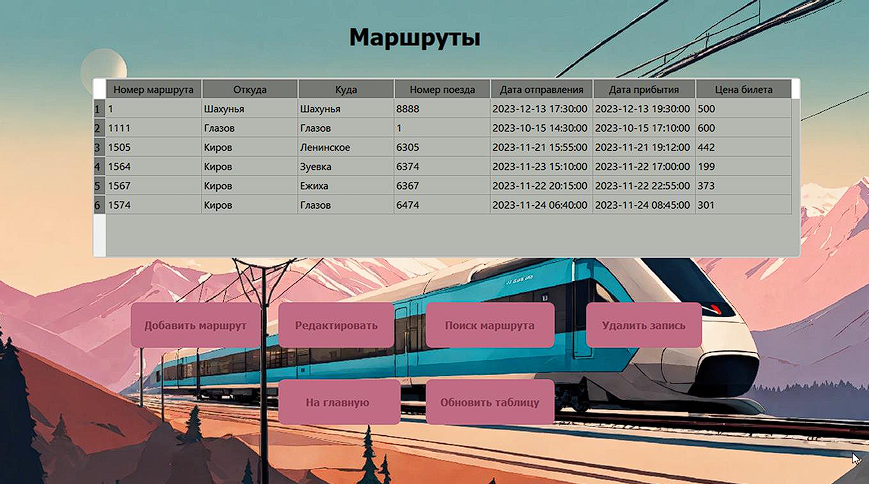 Маршруты
Номер маршрута Откуда Куда Номер поезда Дата отправления Дата прибытия Цена билета
1 1 Шахунья Шахунья 8888 2023-12-13 17:30:00 2023-12-13 19:30:00 500
2 1111 Глазов Глазов 1 2023-10-15 14:30:00 2023-10-15 17:10:00 600
3 1505 Киров Ленинское 6305 2023-11-21 15:55:00 2023-11-21 19:12:00 442
4 1564 Киров Зуевка 6374 2023-11-23 15:10:00 2023-11-22 17:00:00 199
5 1567 Киров Ежиха 6367 2023-11-22 20:15:00 2023-11-22 22:55:00 373
6 1574 Киров Глазов 6474 2023-11-24 06:40:00 2023-11-24 08:45:00 301
Добавить маршрут Редактировать Поиск маршрута Удалить запись
На главную Обновить таблицу